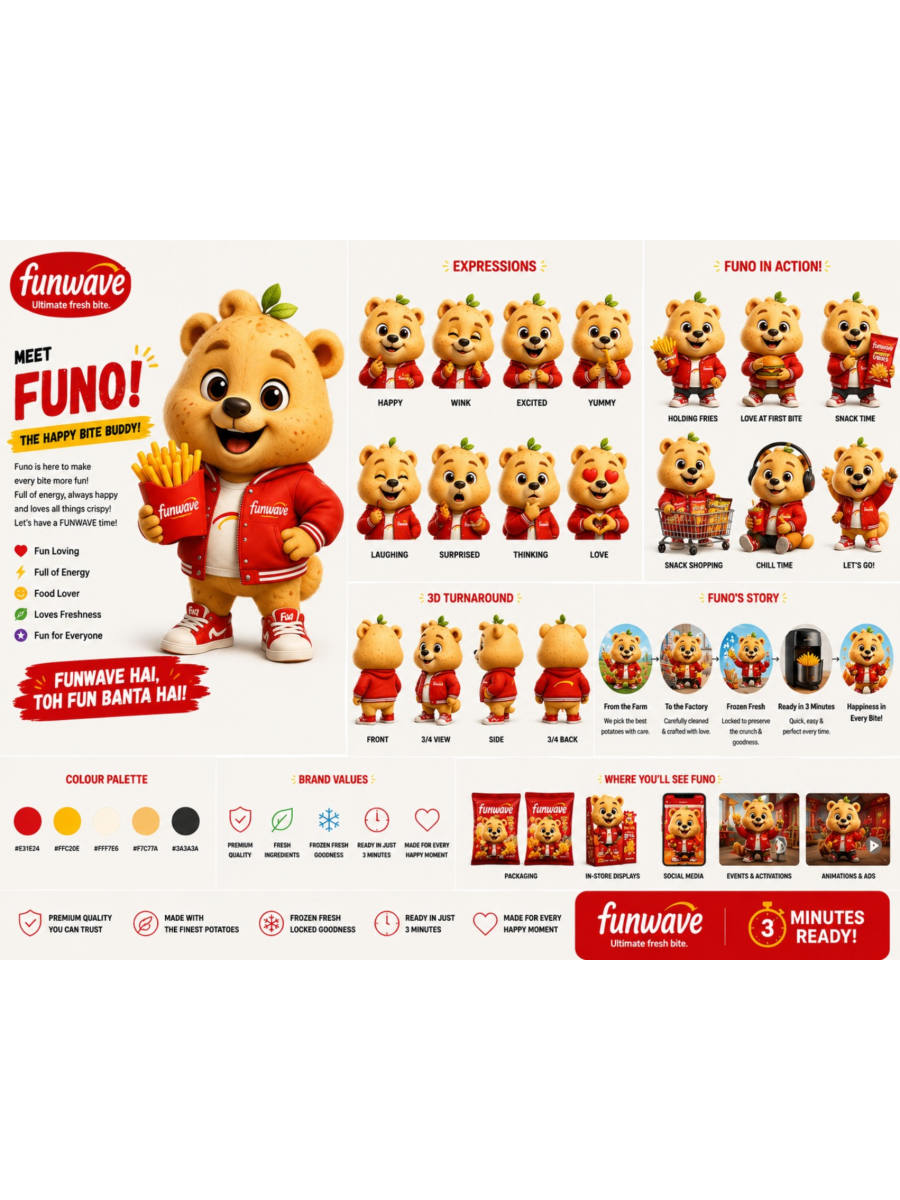 funwave
Ultimate fresh bite.
MEET
FUNO!
THE HAPPY BITE BUDDY!
Funo is here to make
every bite more fun!
Full of energy, always happy
and loves all things crispy!
Let's have a FUNWAVE time!
Fun Loving
Full of Energy
Food Lover
Loves Freshness
Fun for Everyone
FUNWAVE HAI,
TOH FUN BANTA HAI!
funwave
funwave
Fun
EXPRESSIONS
HAPPY
WINK
EXCITED
YUMMY
LAUGHING
SURPRISED
THINKING
LOVE
FUNO IN ACTION!
funwave
HOLDING FRIES
LOVE AT FIRST BITE
SNACK TIME
SNACK SHOPPING
CHILL TIME
LET'S GO!
3D TURNAROUND
FRONT
3/4 VIEW
SIDE
3/4 BACK
FUNO'S STORY
From the Farm
We pick the best
potatoes with care.
To the Factory
Carefully cleaned
& crafted with love.
Frozen Fresh
Locked to preserve
the crunch &
goodness.
Ready in 3 Minutes
Quick, easy &
perfect every time.
Happiness in
Every Bite!
COLOUR PALETTE
#E31E24
#FFC20E
#FFF7E6
#F7C77A
#3A3A3A
BRAND VALUES
PREMIUM
QUALITY
FRESH
INGREDIENTS
FROZEN FRESH
GOODNESS
READY IN JUST
3 MINUTES
MADE FOR EVERY
HAPPY MOMENT
WHERE YOU'LL SEE FUNO
funwave
funwave
PACKAGING
IN-STORE DISPLAYS
SOCIAL MEDIA
EVENTS & ACTIVATIONS
ANIMATIONS & ADS
PREMIUM QUALITY
YOU CAN TRUST
MADE WITH
THE FINEST POTATOES
FROZEN FRESH
LOCKED GOODNESS
READY IN JUST
3 MINUTES
MADE FOR EVERY
HAPPY MOMENT
funwave
Ultimate fresh bite.
3 MINUTES
READY!